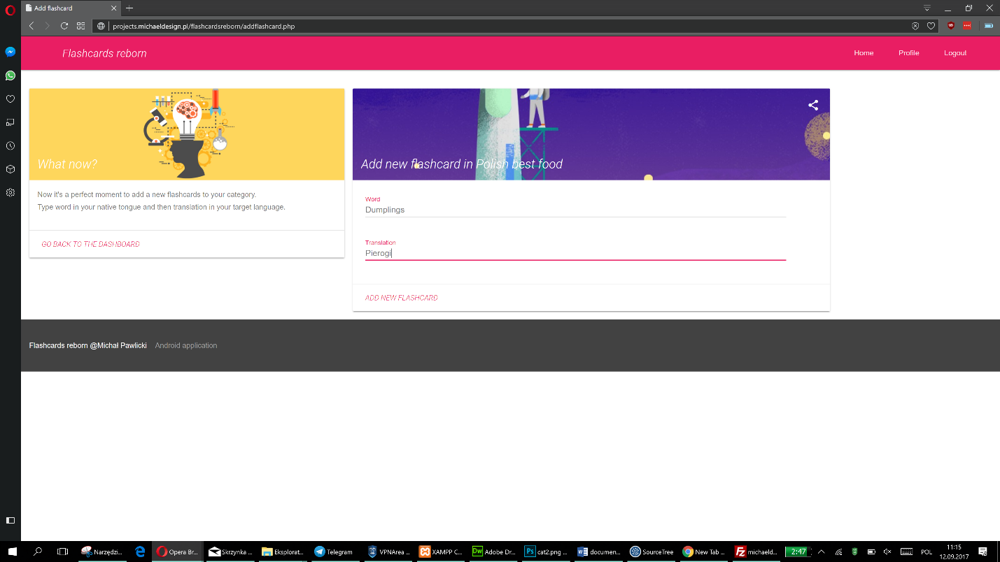 Add flashcard
projects.michaeldesign.pl/flashcardsreborn/addflashcard.php
Flashcards reborn
Home
Profile
Logout
What now?
Now it's a perfect moment to add a new flashcards to your category.
Type word in your native tongue and then translation in your target language.
GO BACK TO THE DASHBOARD
Add new flashcard in Polish best food
Word
Dumplings
Translation
Pierogi
ADD NEW FLASHCARD
Flashcards reborn @Michał Pawlicki
Android application
Narzędzi...
Opera Br...
Skrzynka ...
Eksplorat...
Telegram
VPNArea ...
XAMPP C...
Adobe Dr...
cat2.png ...
documen...
SourceTree
New Tab ...
michaeld...
2:47
POL
11:15
12.09.2017